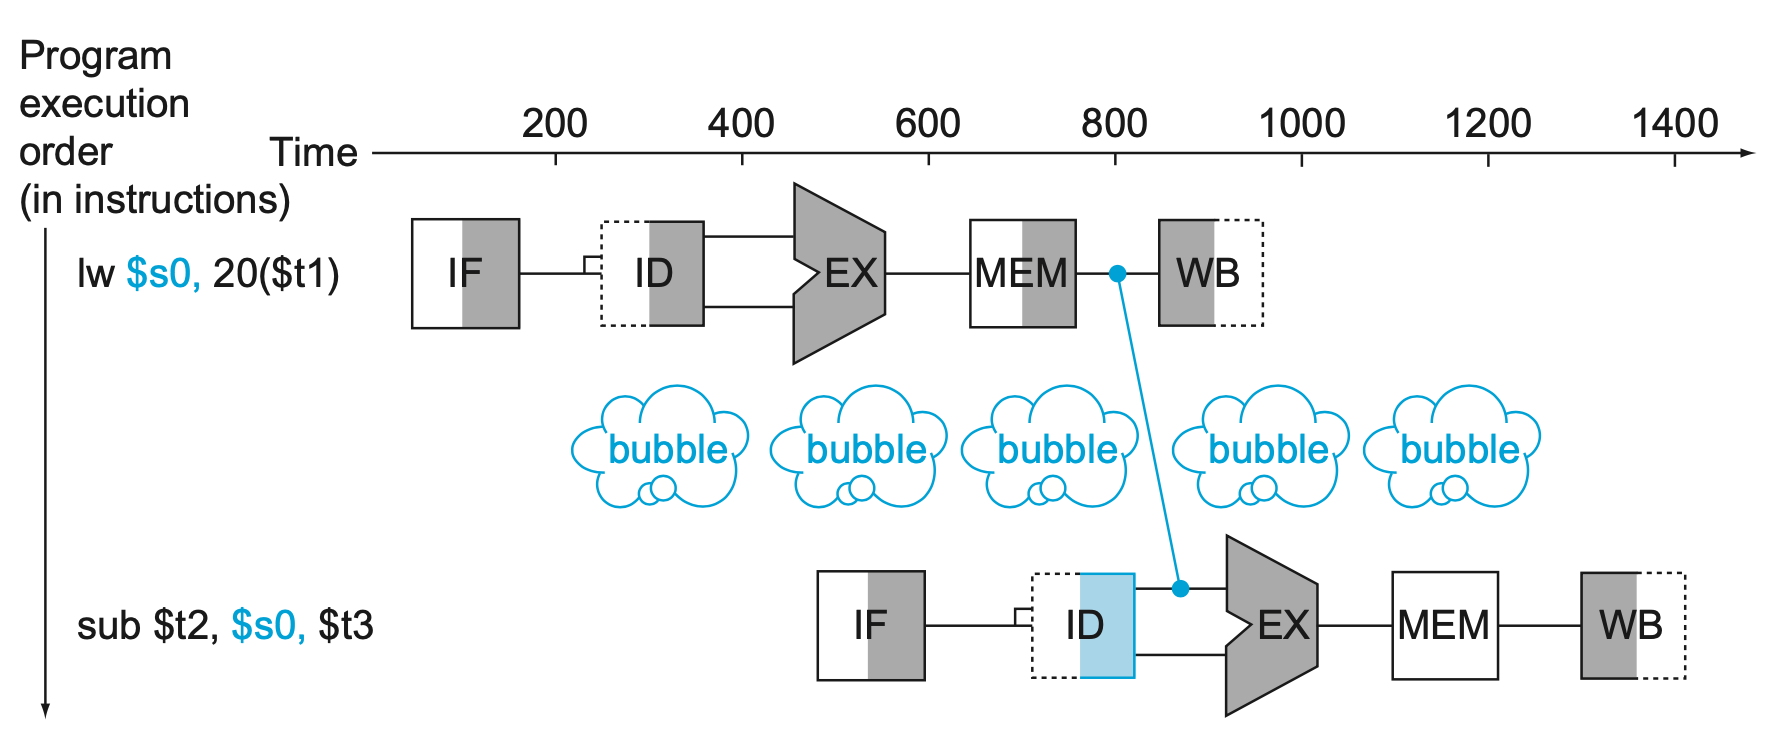 Program
execution
order
(in instructions)
Time
200 400 600 800 1000 1200 1400
lw $s0, 20($t1)
IF ID EX MEM WB
bubble bubble bubble bubble bubble
sub $t2, $s0, $t3
IF ID EX MEM WB